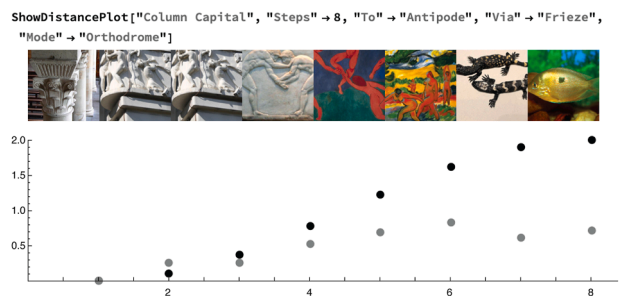 ShowDistancePlot["Column Capital", "Steps" → 8, "To" → "Antipode", "Via" → "Frieze",
"Mode" → "Orthodrome"]
2.0
1.5
1.0
0.5
2 4 6 8